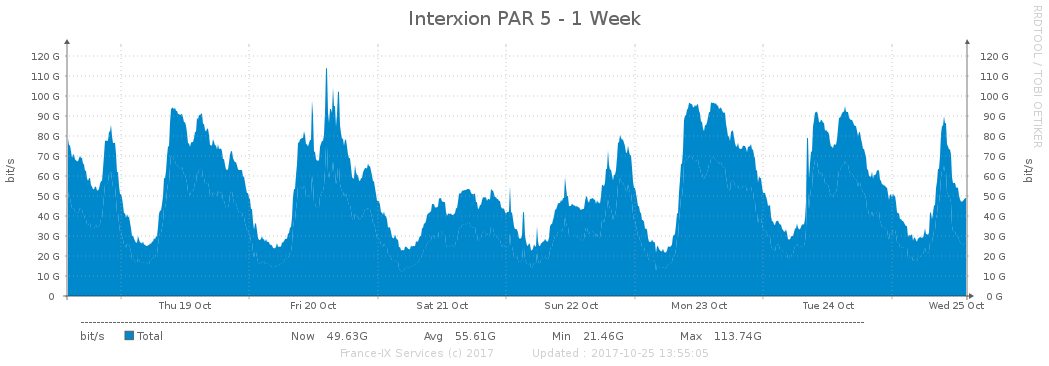 Interxion PAR 5 - 1 Week
RRDTOOL / TOBI OETIKER
bit/s
120 G 120 G
110 G 110 G
100 G 100 G
90 G 90 G
80 G 80 G
70 G 70 G
60 G 60 G
50 G 50 G
40 G 40 G
30 G 30 G
20 G 20 G
10 G 10 G
0 0 G
bit/s
Thu 19 Oct Fri 20 Oct Sat 21 Oct Sun 22 Oct Mon 23 Oct Tue 24 Oct Wed 25 Oct
bit/s Total Now 49.63G Avg 55.61G Min 21.46G Max 113.74G
France-IX Services (c) 2017 Updated : 2017-10-25 13:55:05